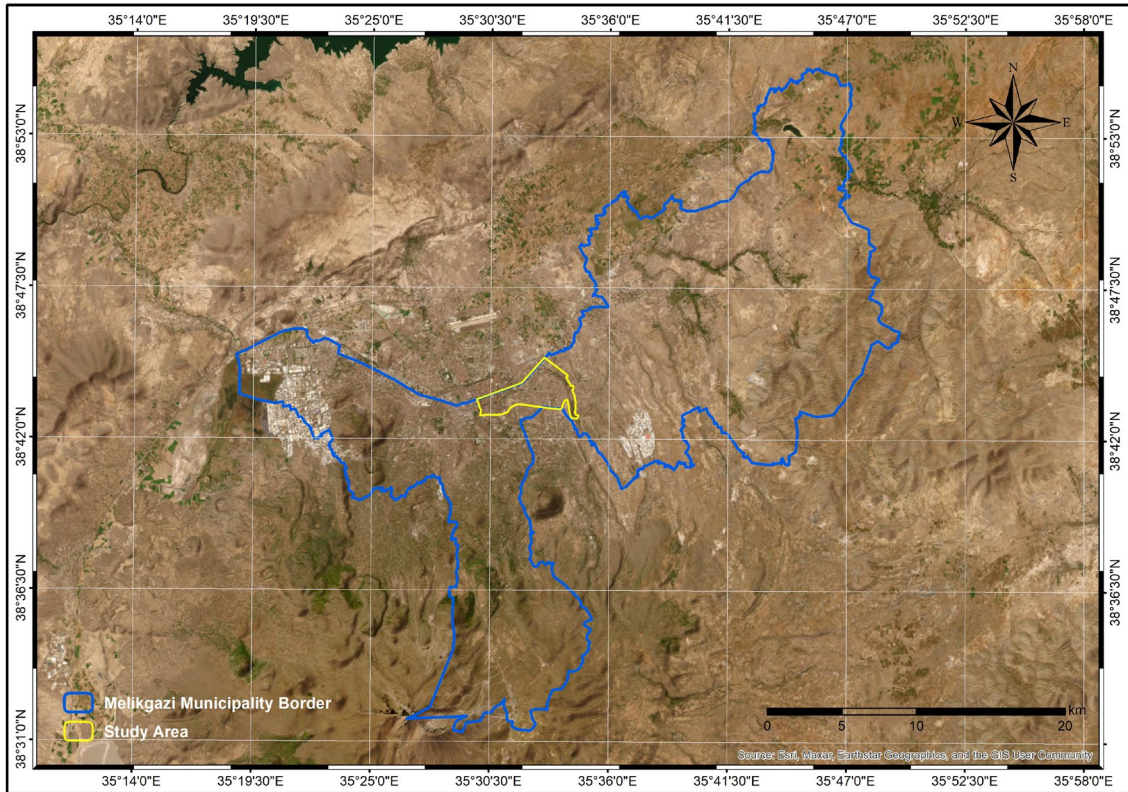 35°14'0"E 35°19'30"E 35°25'0"E 35°30'30"E 35°36'0"E 35°41'30"E 35°47'0"E 35°52'30"E 35°58'0"E
N
W E
S
38°53'0"N 38°53'0"N
38°47'30"N 38°47'30"N
38°42'0"N 38°42'0"N
38°36'30"N 38°36'30"N
38°31'0"N 38°31'0"N
Melikgazi Municipality Border
Study Area
km
0 5 10 20
Source: Esri, Maxar, Earthstar Geographics, and the GIS User Community
35°14'0"E 35°19'30"E 35°25'0"E 35°30'30"E 35°36'0"E 35°41'30"E 35°47'0"E 35°52'30"E 35°58'0"E